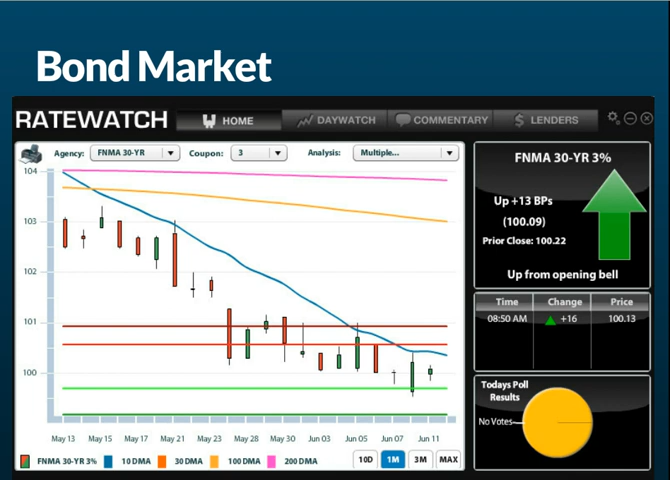 Bond Market
RATEWATCH
HOME
DAYWATCH
COMMENTARY
$ LENDERS
Agency: FNMA 30-YR Coupon: 3 Analysis: Multiple...
104
103
102
101
100
May 13 May 15 May 17 May 21 May 23 May 28 May 30 Jun 03 Jun 05 Jun 07 Jun 11
FNMA 30-YR 3% 10 DMA 30 DMA 100 DMA 200 DMA
10D 1M 3M MAX
FNMA 30-YR 3%
Up +13 BPs
(100.09)
Prior Close: 100.22
Up from opening bell
Time Change Price
08:50 AM +16 100.13
Todays Poll
Results
No Votes